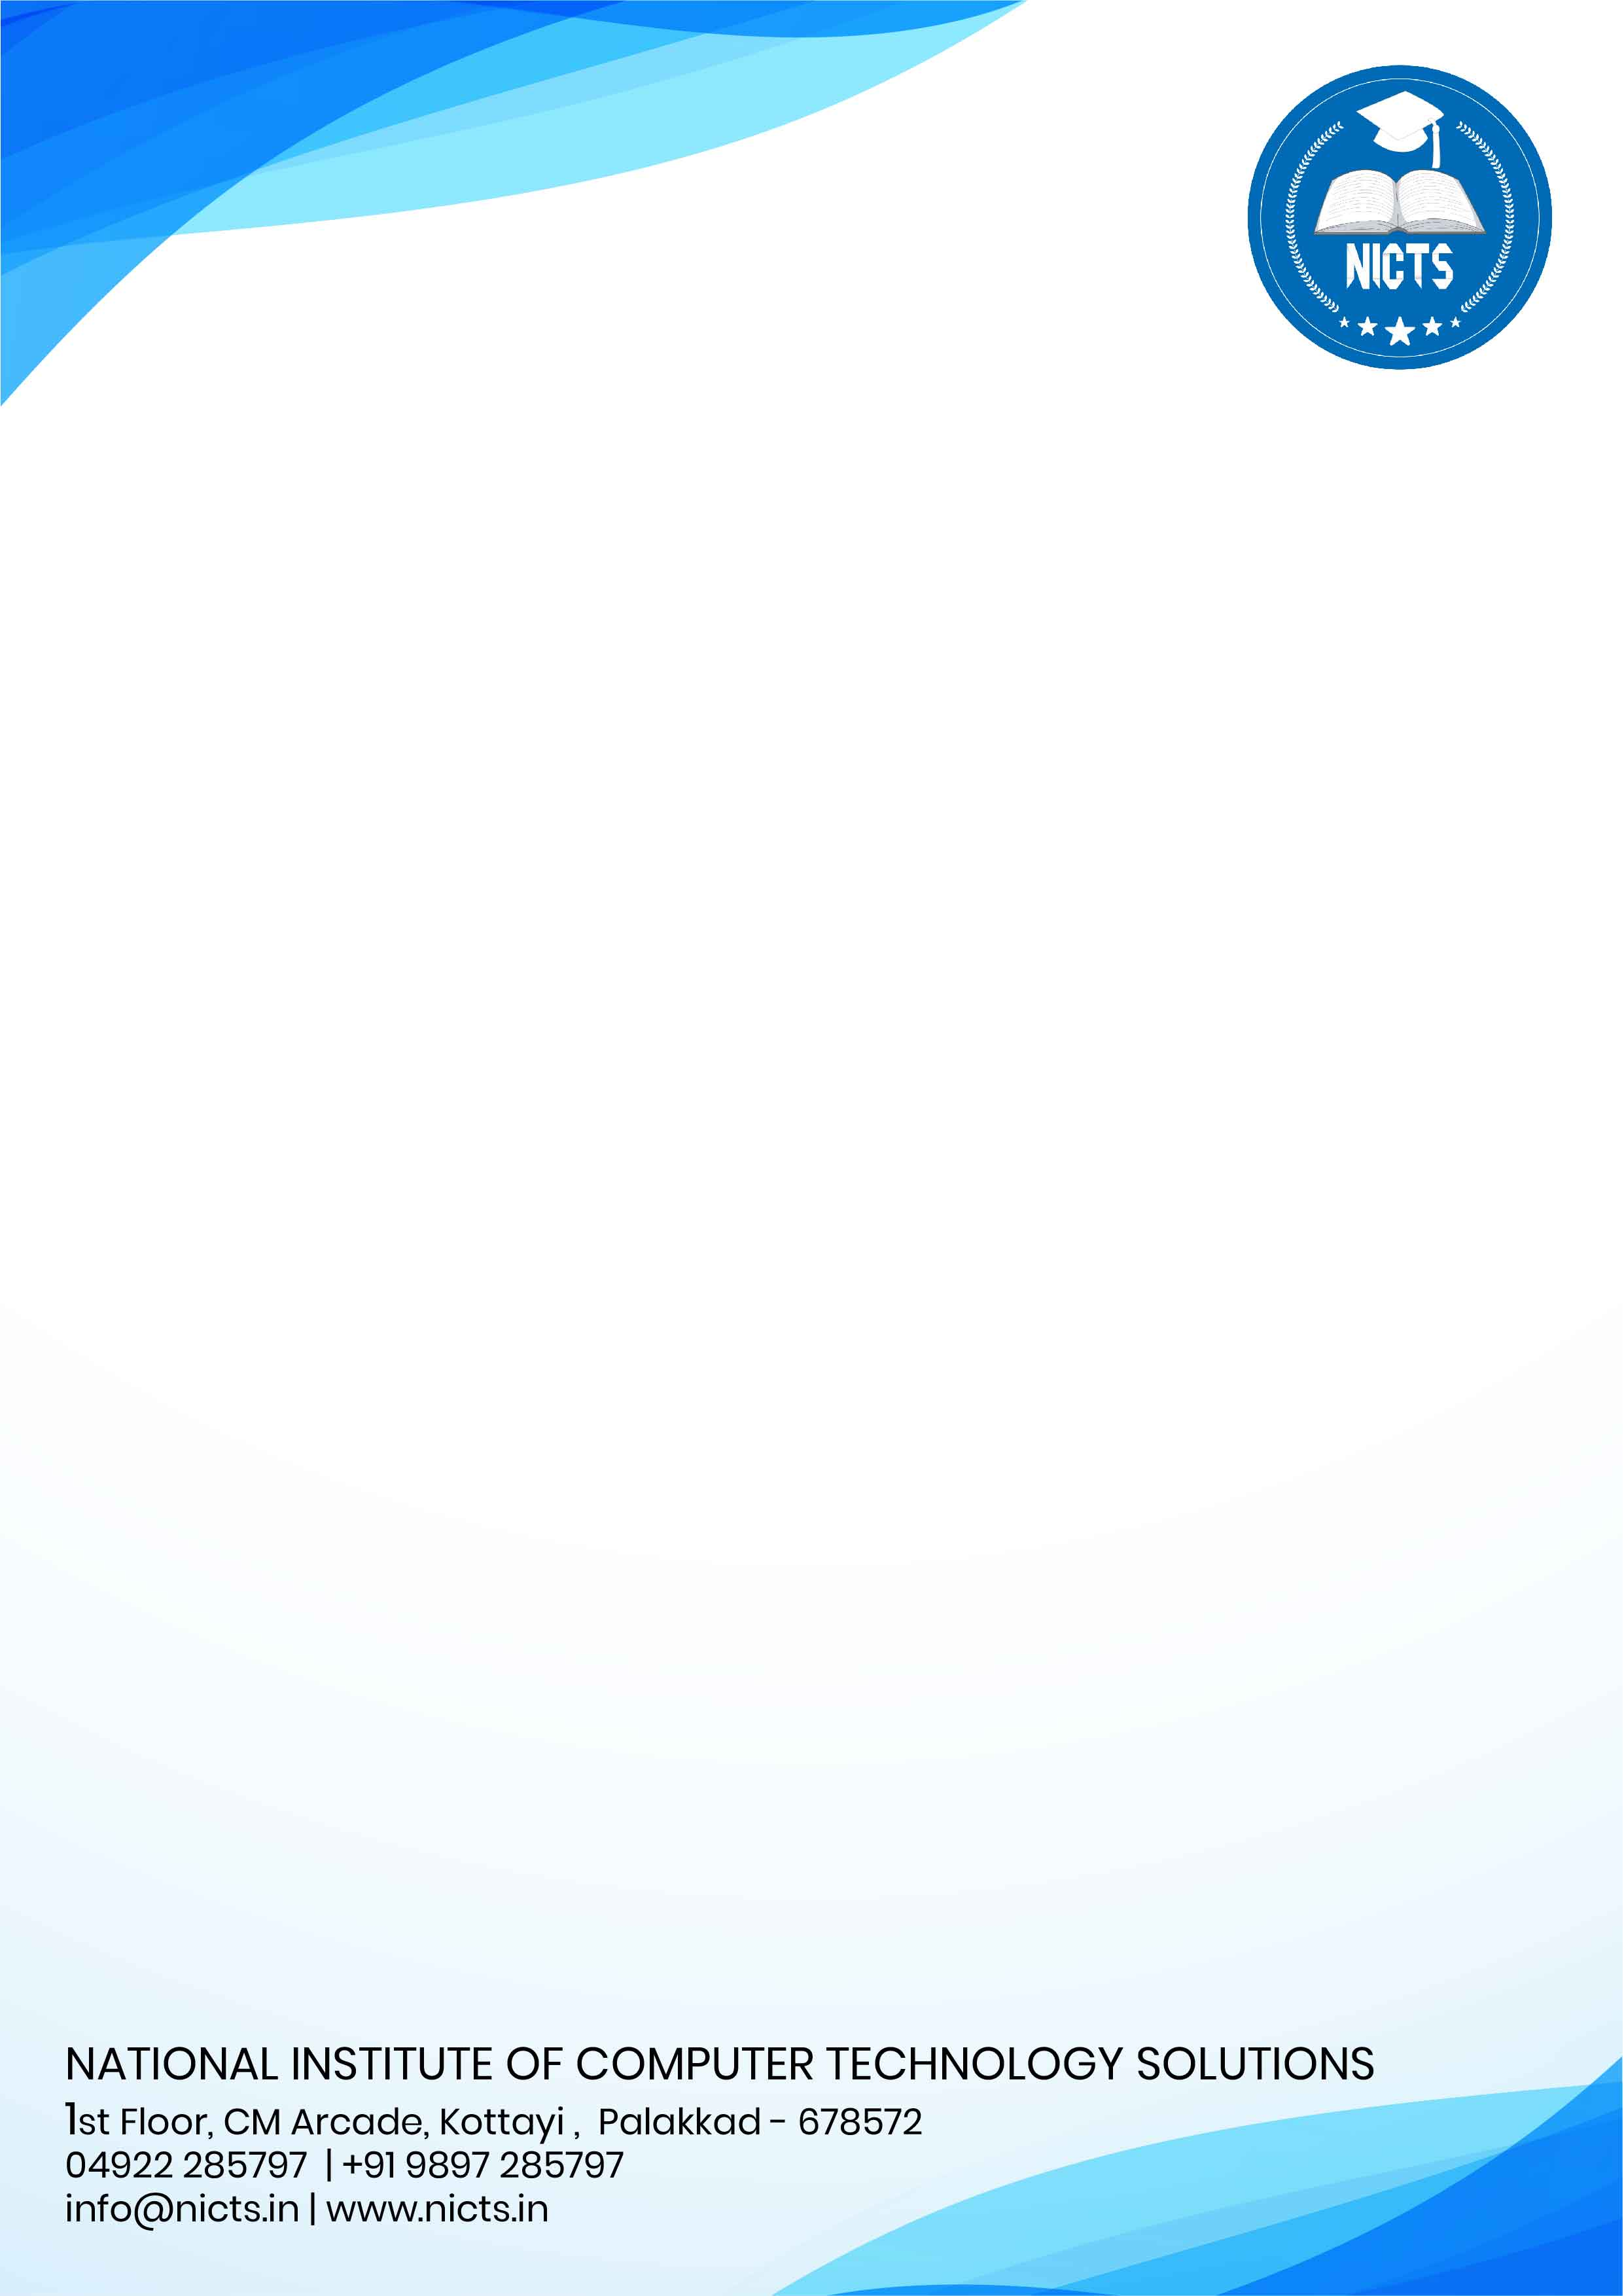 NICTS
NATIONAL INSTITUTE OF COMPUTER TECHNOLOGY SOLUTIONS
1st Floor, CM Arcade, Kottayi , Palakkad - 678572
04922 285797 | +91 9897 285797
info@nicts.in | www.nicts.in